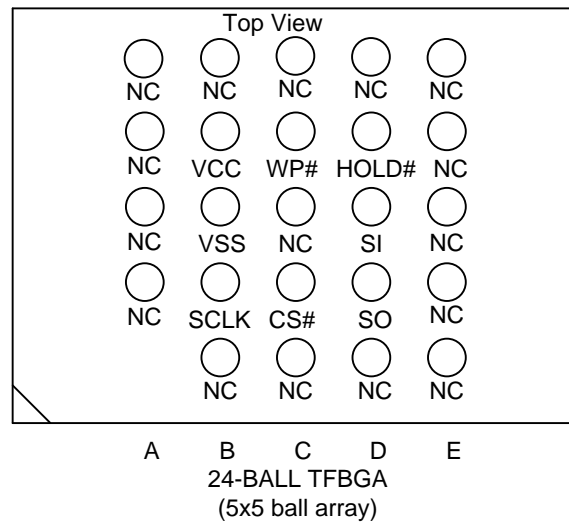 Top View
NC NC NC NC NC
NC VCC WP# HOLD# NC
NC VSS NC SI NC
NC SCLK CS# SO NC
NC NC NC NC
A B C D E
24-BALL TFBGA
(5x5 ball array)